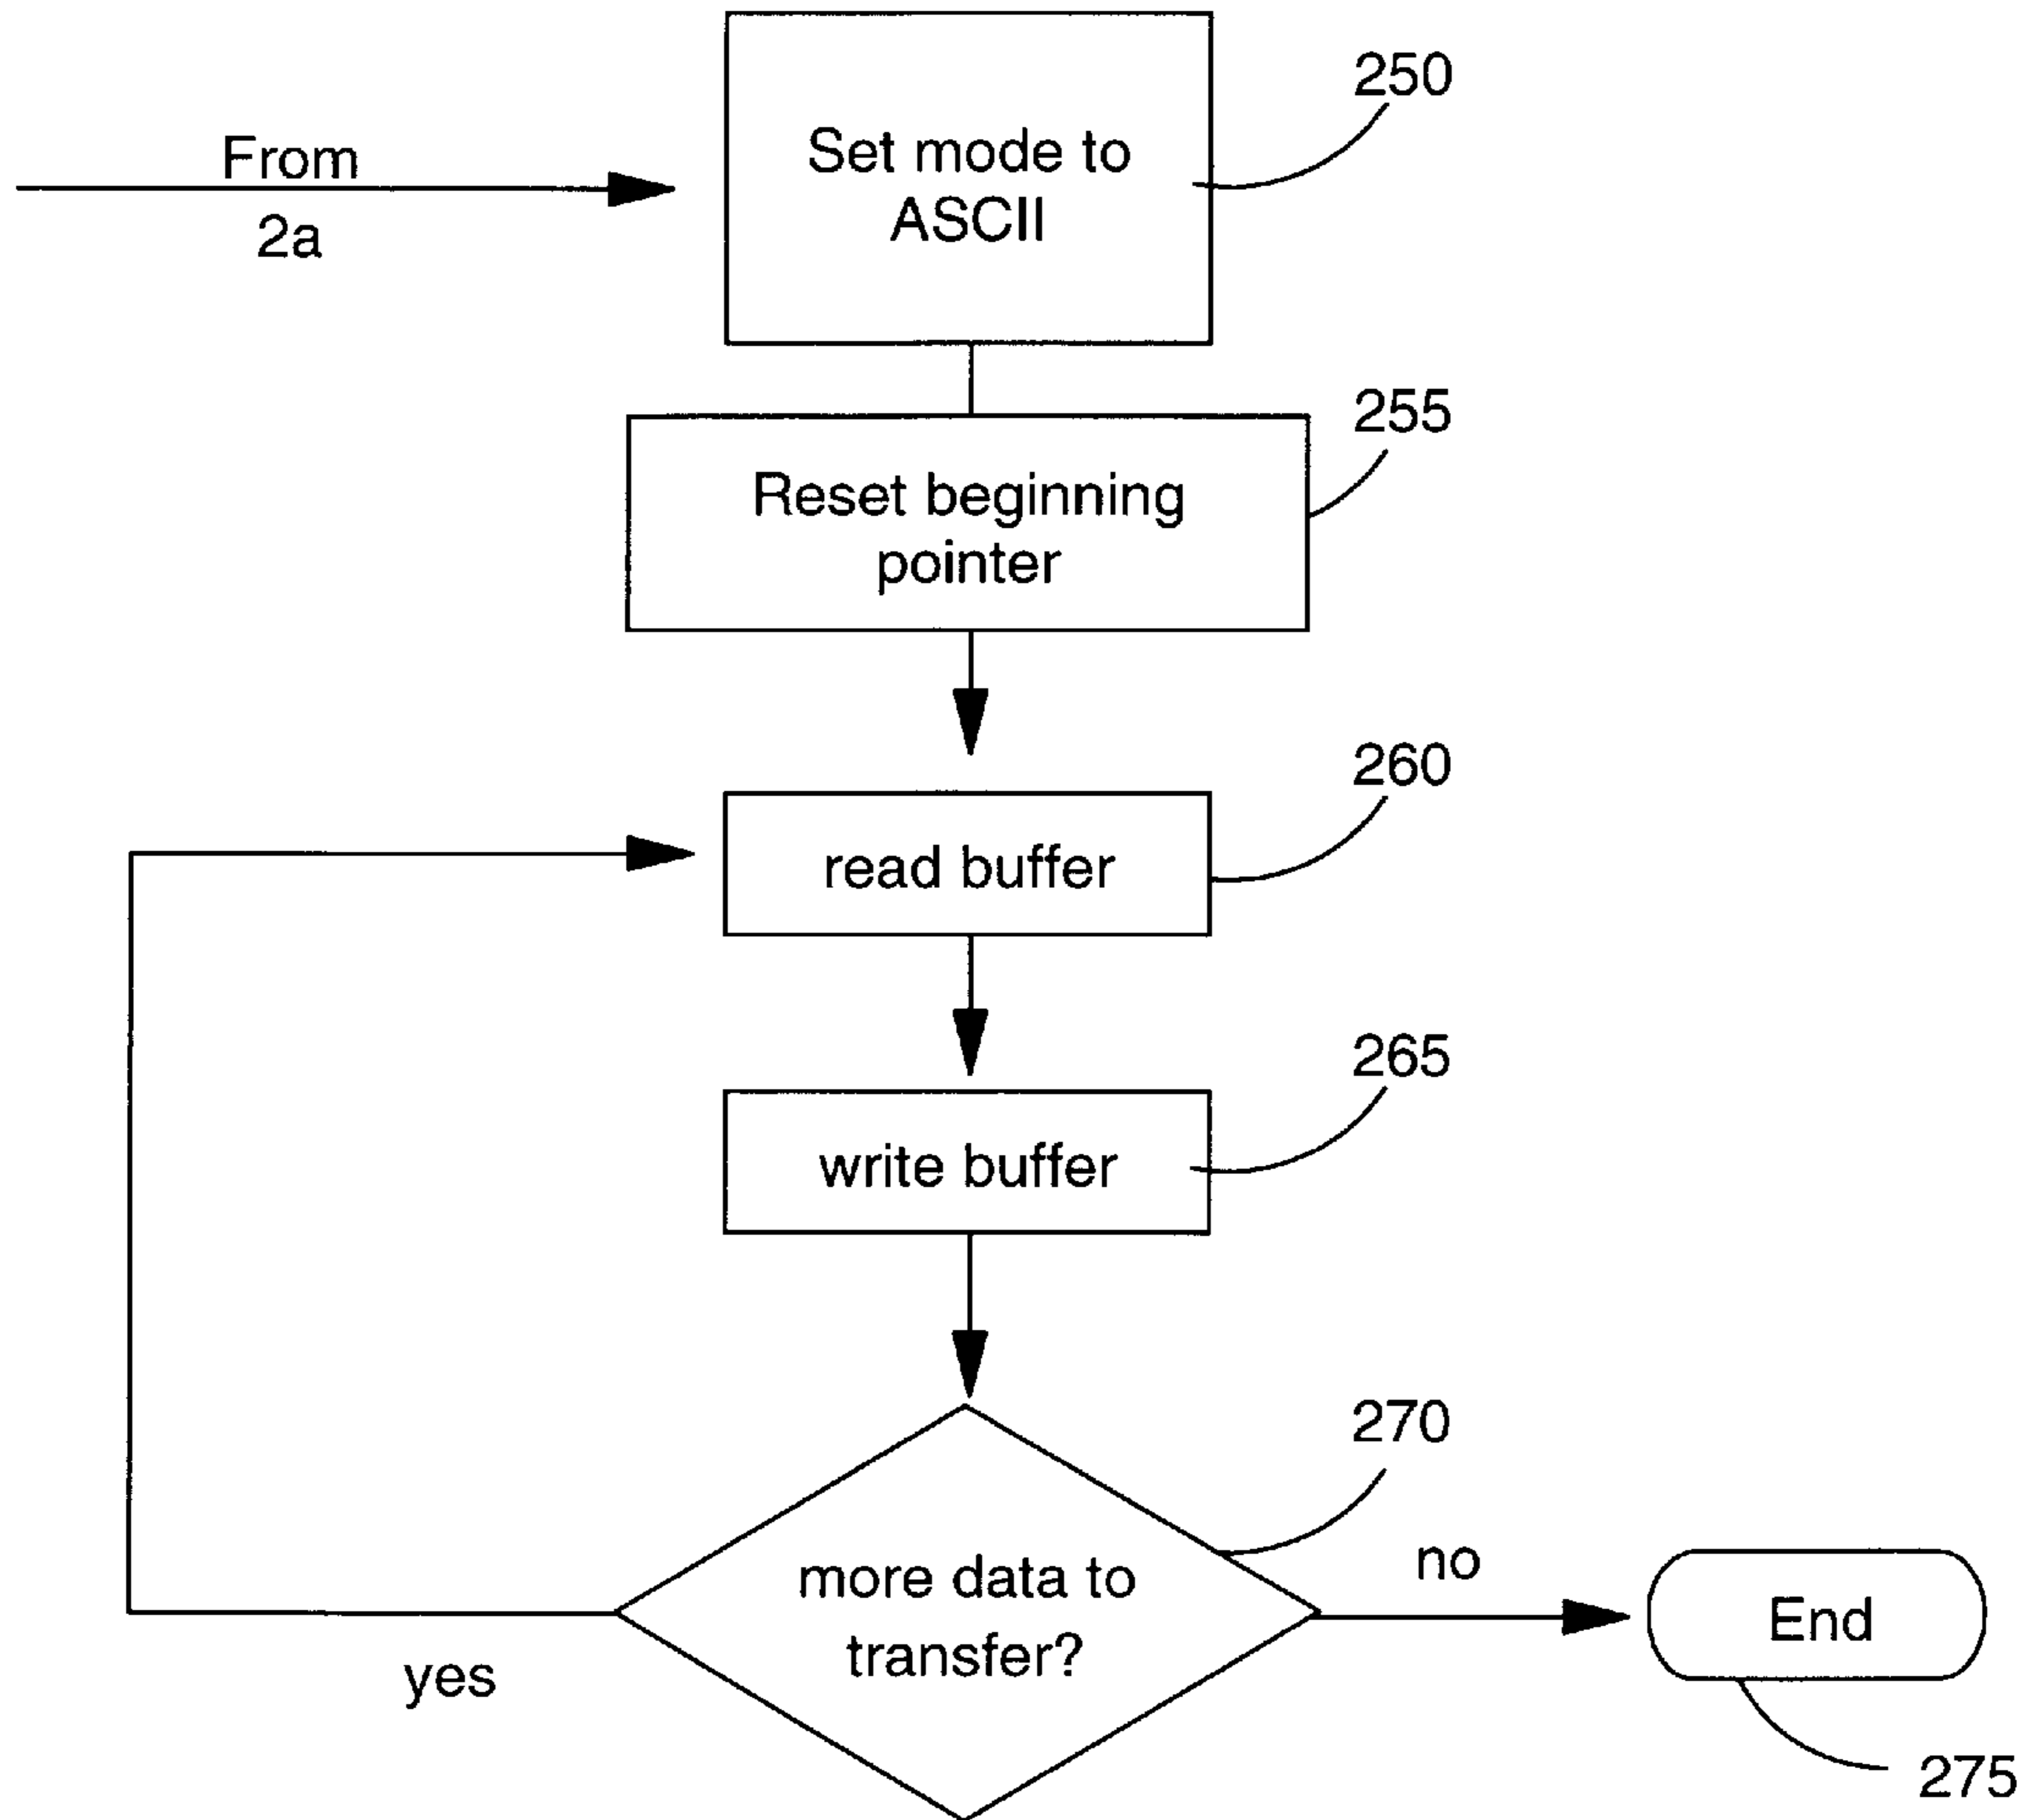 250
From
2a
Set mode to
ASCII
255
Reset beginning
pointer
260
read buffer
265
write buffer
270
more data to
transfer?
no
End
yes
275